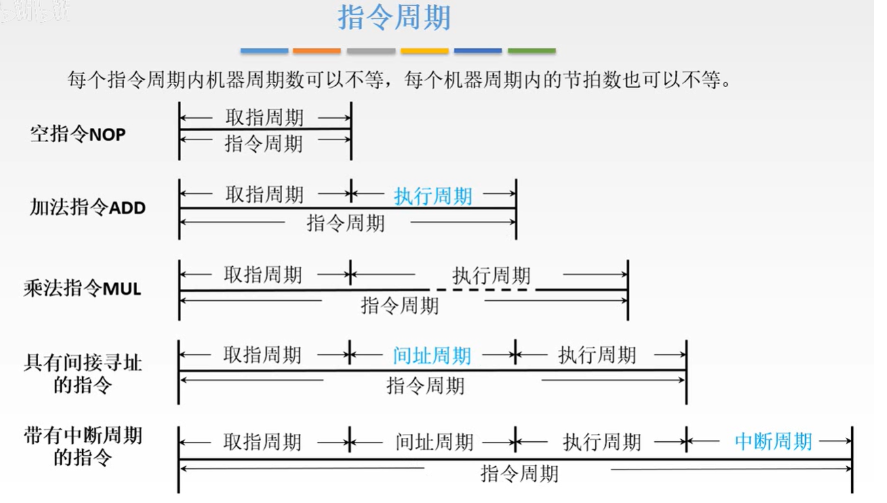 指令周期
每个指令周期内机器周期数可以不等，每个机器周期内的节拍数也可以不等。
空指令NOP
取指周期
指令周期
加法指令ADD
取指周期 执行周期
指令周期
乘法指令MUL
取指周期 执行周期
指令周期
具有间接寻址
的指令
取指周期 间址周期 执行周期
指令周期
带有中断周期
的指令
取指周期 间址周期 执行周期 中断周期
指令周期